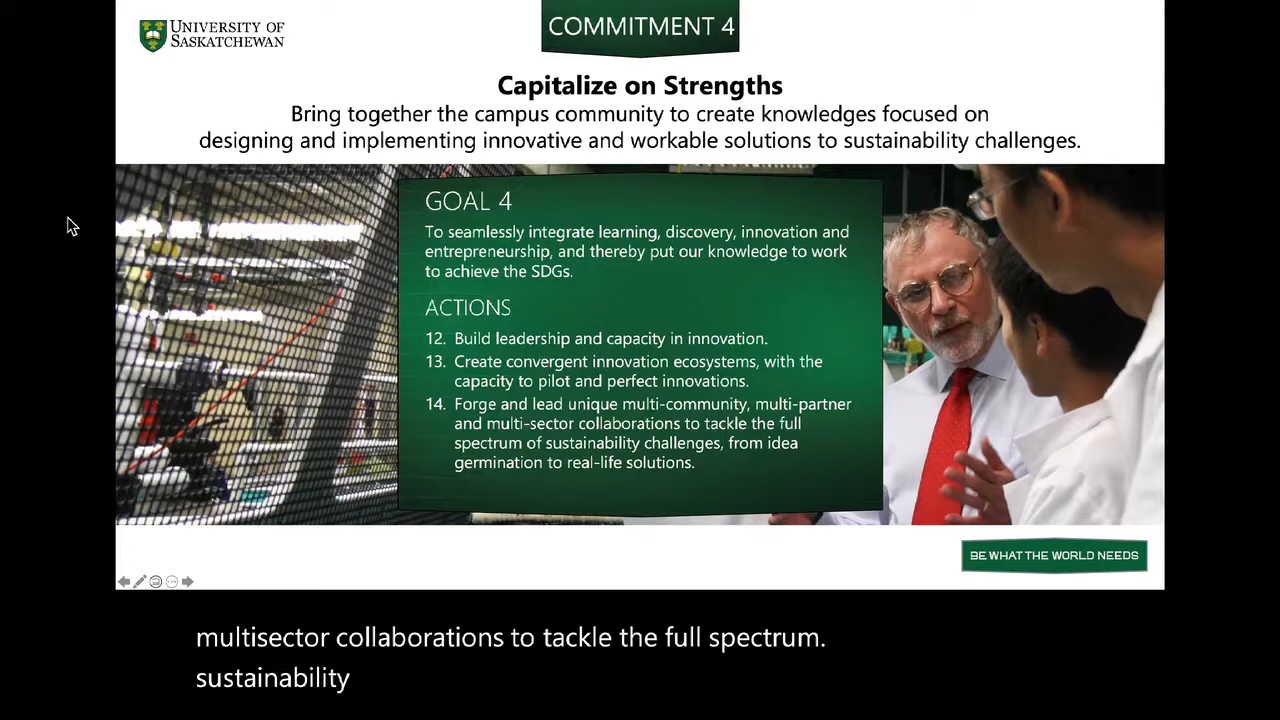 UNIVERSITY OF
SASKATCHEWAN
COMMITMENT 4
Capitalize on Strengths
Bring together the campus community to create knowledges focused on
designing and implementing innovative and workable solutions to sustainability challenges.
GOAL 4
To seamlessly integrate learning, discovery, innovation and
entrepreneurship, and thereby put our knowledge to work
to achieve the SDGs.
ACTIONS
12. Build leadership and capacity in innovation.
13. Create convergent innovation ecosystems, with the
capacity to pilot and perfect innovations.
14. Forge and lead unique multi-community, multi-partner
and multi-sector collaborations to tackle the full
spectrum of sustainability challenges, from idea
germination to real-life solutions.
BE WHAT THE WORLD NEEDS
multisector collaborations to tackle the full spectrum.
sustainability